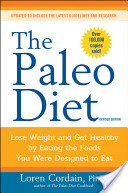 UPDATED TO INCLUDE THE LATEST GUIDELINES AND RESEARCH
The
Paleo
Diet
REVISED EDITION
Over
100,000
copies sold!
Lose Weight and Get Healthy
by Eating the Foods
You Were Designed to Eat
Loren Cordain, Ph
author of The Paleo Diet Cookbook